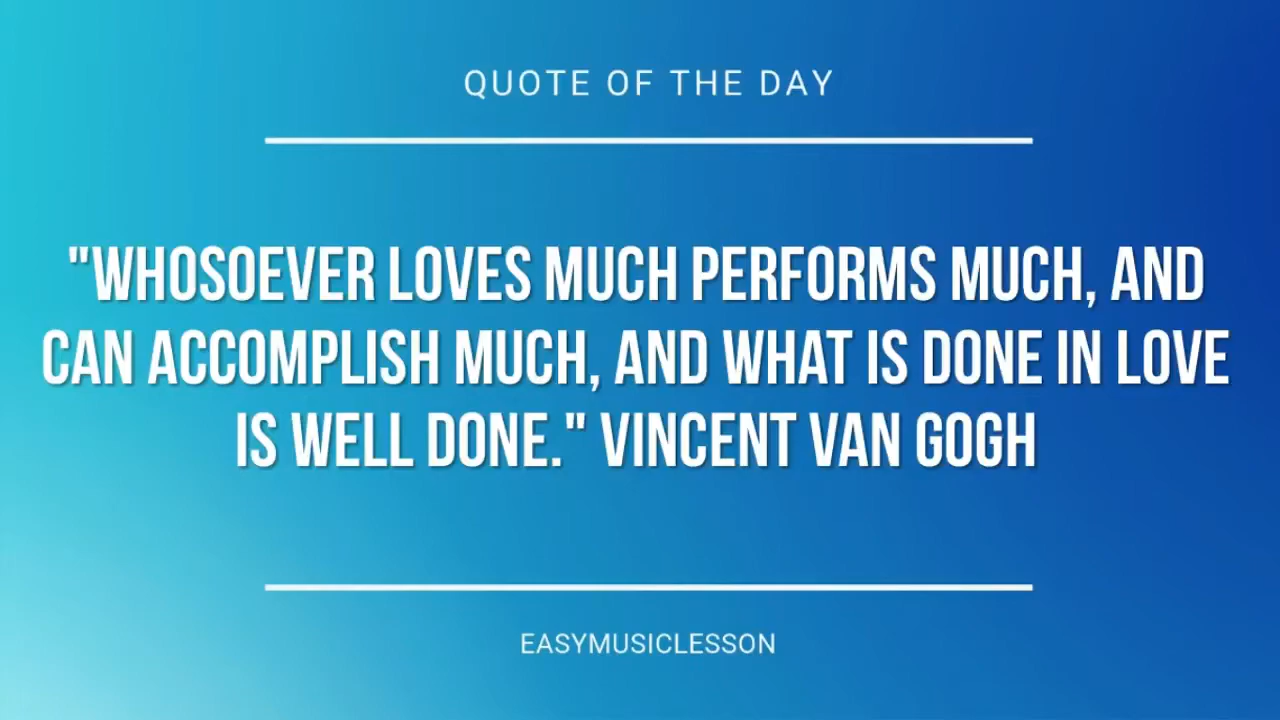 QUOTE OF THE DAY
"WHOSOEVER LOVES MUCH PERFORMS MUCH, AND
CAN ACCOMPLISH MUCH, AND WHAT IS DONE IN LOVE
IS WELL DONE." VINCENT VAN GOGH
EASYMUSICLESSON